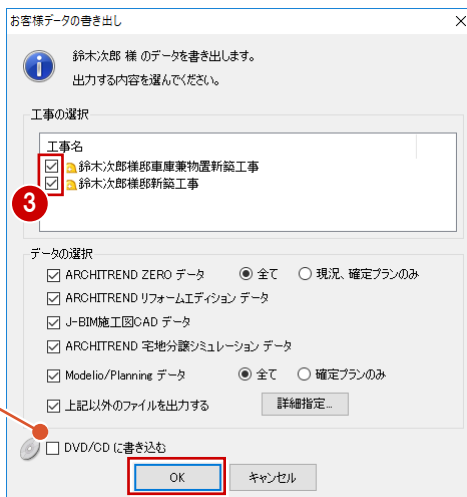 お客様データの書き出し
鈴木次郎 様 のデータを書き出します。
出力する内容を選んでください。
工事の選択
工事名
鈴木次郎様邸車庫兼物置新築工事
鈴木次郎様邸新築工事
3
データの選択
ARCHITREND ZERO データ 全て 現況、確定プランのみ
ARCHITREND リフォームエディション データ
J-BIM施工図CAD データ
ARCHITREND 宅地分譲シミュレーション データ
Modelio/Planning データ 全て 確定プランのみ
上記以外のファイルを出力する 詳細指定...
DVD/CD に書き込む
OK キャンセル